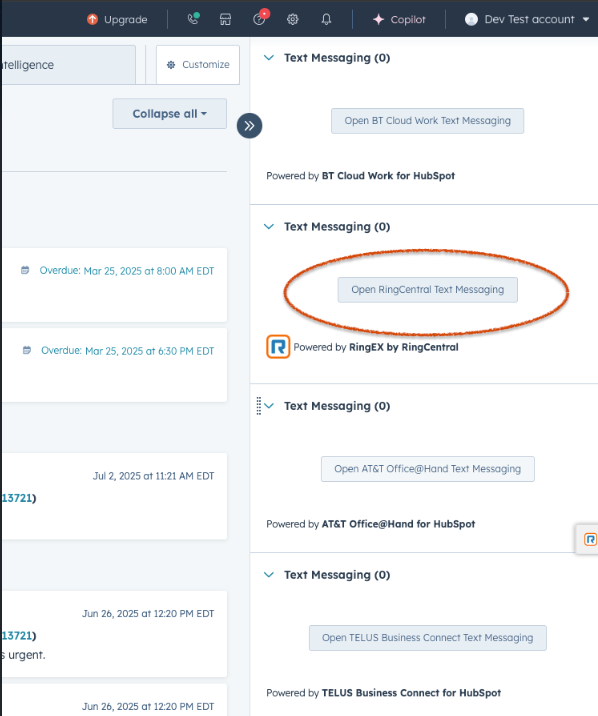 Upgrade
Copilot
Dev Test account
ntelligence
Customize
Collapse all
Overdue: Mar 25, 2025 at 8:00 AM EDT
Overdue: Mar 25, 2025 at 6:30 PM EDT
Jul 2, 2025 at 11:21 AM EDT
13721)
Jun 26, 2025 at 12:20 PM EDT
13721)
s urgent.
Jun 26, 2025 at 12:20 PM EDT
Text Messaging (0)
Open BT Cloud Work Text Messaging
Powered by BT Cloud Work for HubSpot
Text Messaging (0)
Open RingCentral Text Messaging
R Powered by RingEX by RingCentral
Text Messaging (0)
Open AT&T Office@Hand Text Messaging
Powered by AT&T Office@Hand for HubSpot
R
Text Messaging (0)
Open TELUS Business Connect Text Messaging
Powered by TELUS Business Connect for HubSpot